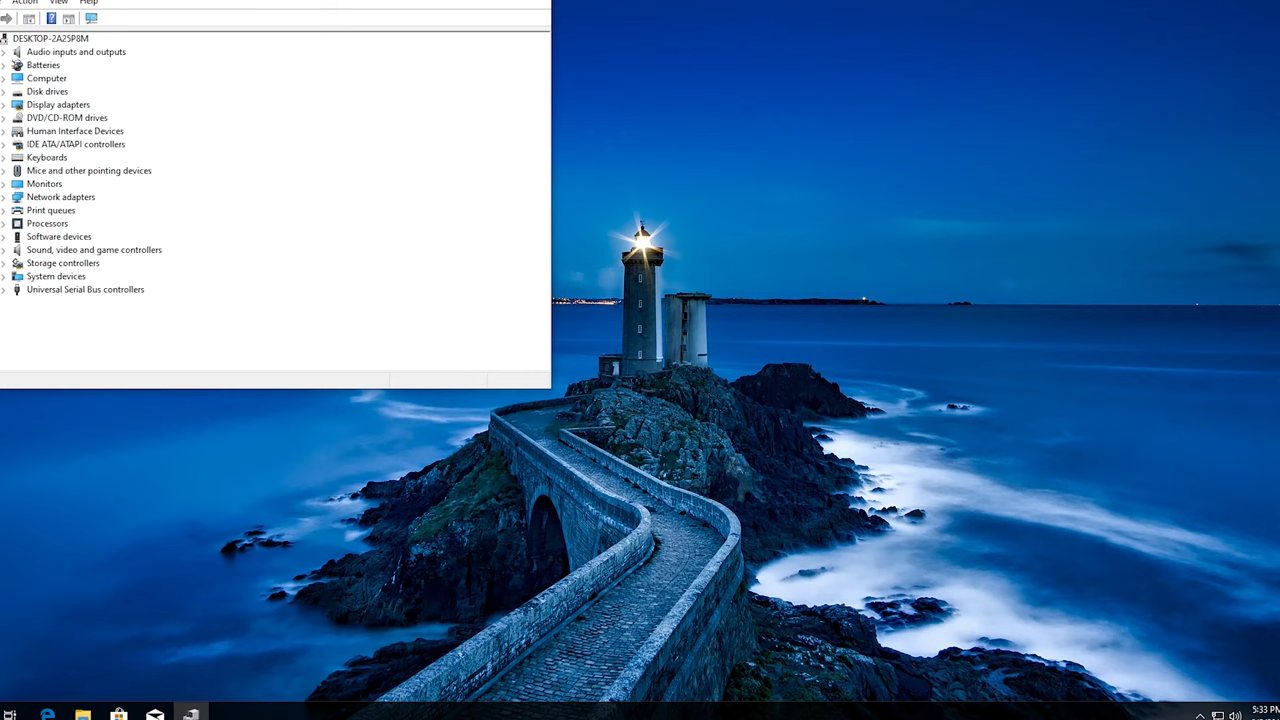 Action View Help
DESKTOP-2A25P8M
Audio inputs and outputs
Batteries
Computer
Disk drives
Display adapters
DVD/CD-ROM drives
Human Interface Devices
IDE ATA/ATAPI controllers
Keyboards
Mice and other pointing devices
Monitors
Network adapters
Print queues
Processors
Software devices
Sound, video and game controllers
Storage controllers
System devices
Universal Serial Bus controllers
5:33 PM